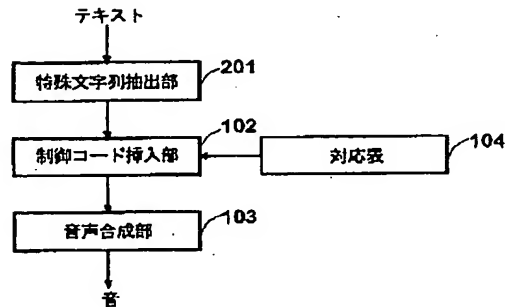 テキスト
特殊文字列抽出部
201
制御コード挿入部
102
対応表
104
音声合成部
103
音